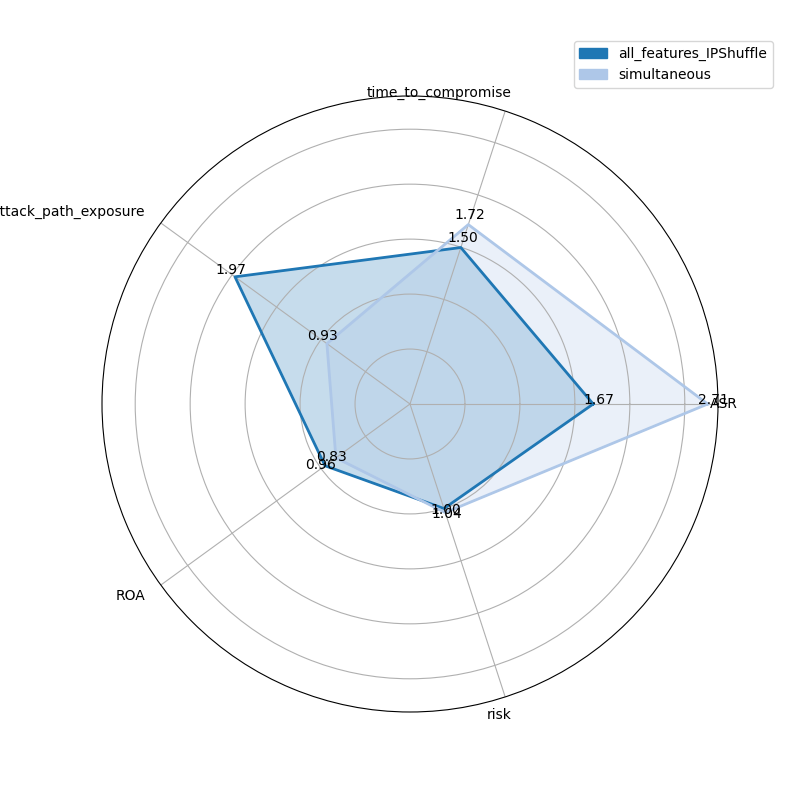 all_features_IPShuffle
simultaneous
time_to_compromise
ttack_path_exposure
1.72
1.50
1.97
0.93
1.67
2.71
ASR
0.83
0.96
1.00
1.04
ROA
risk